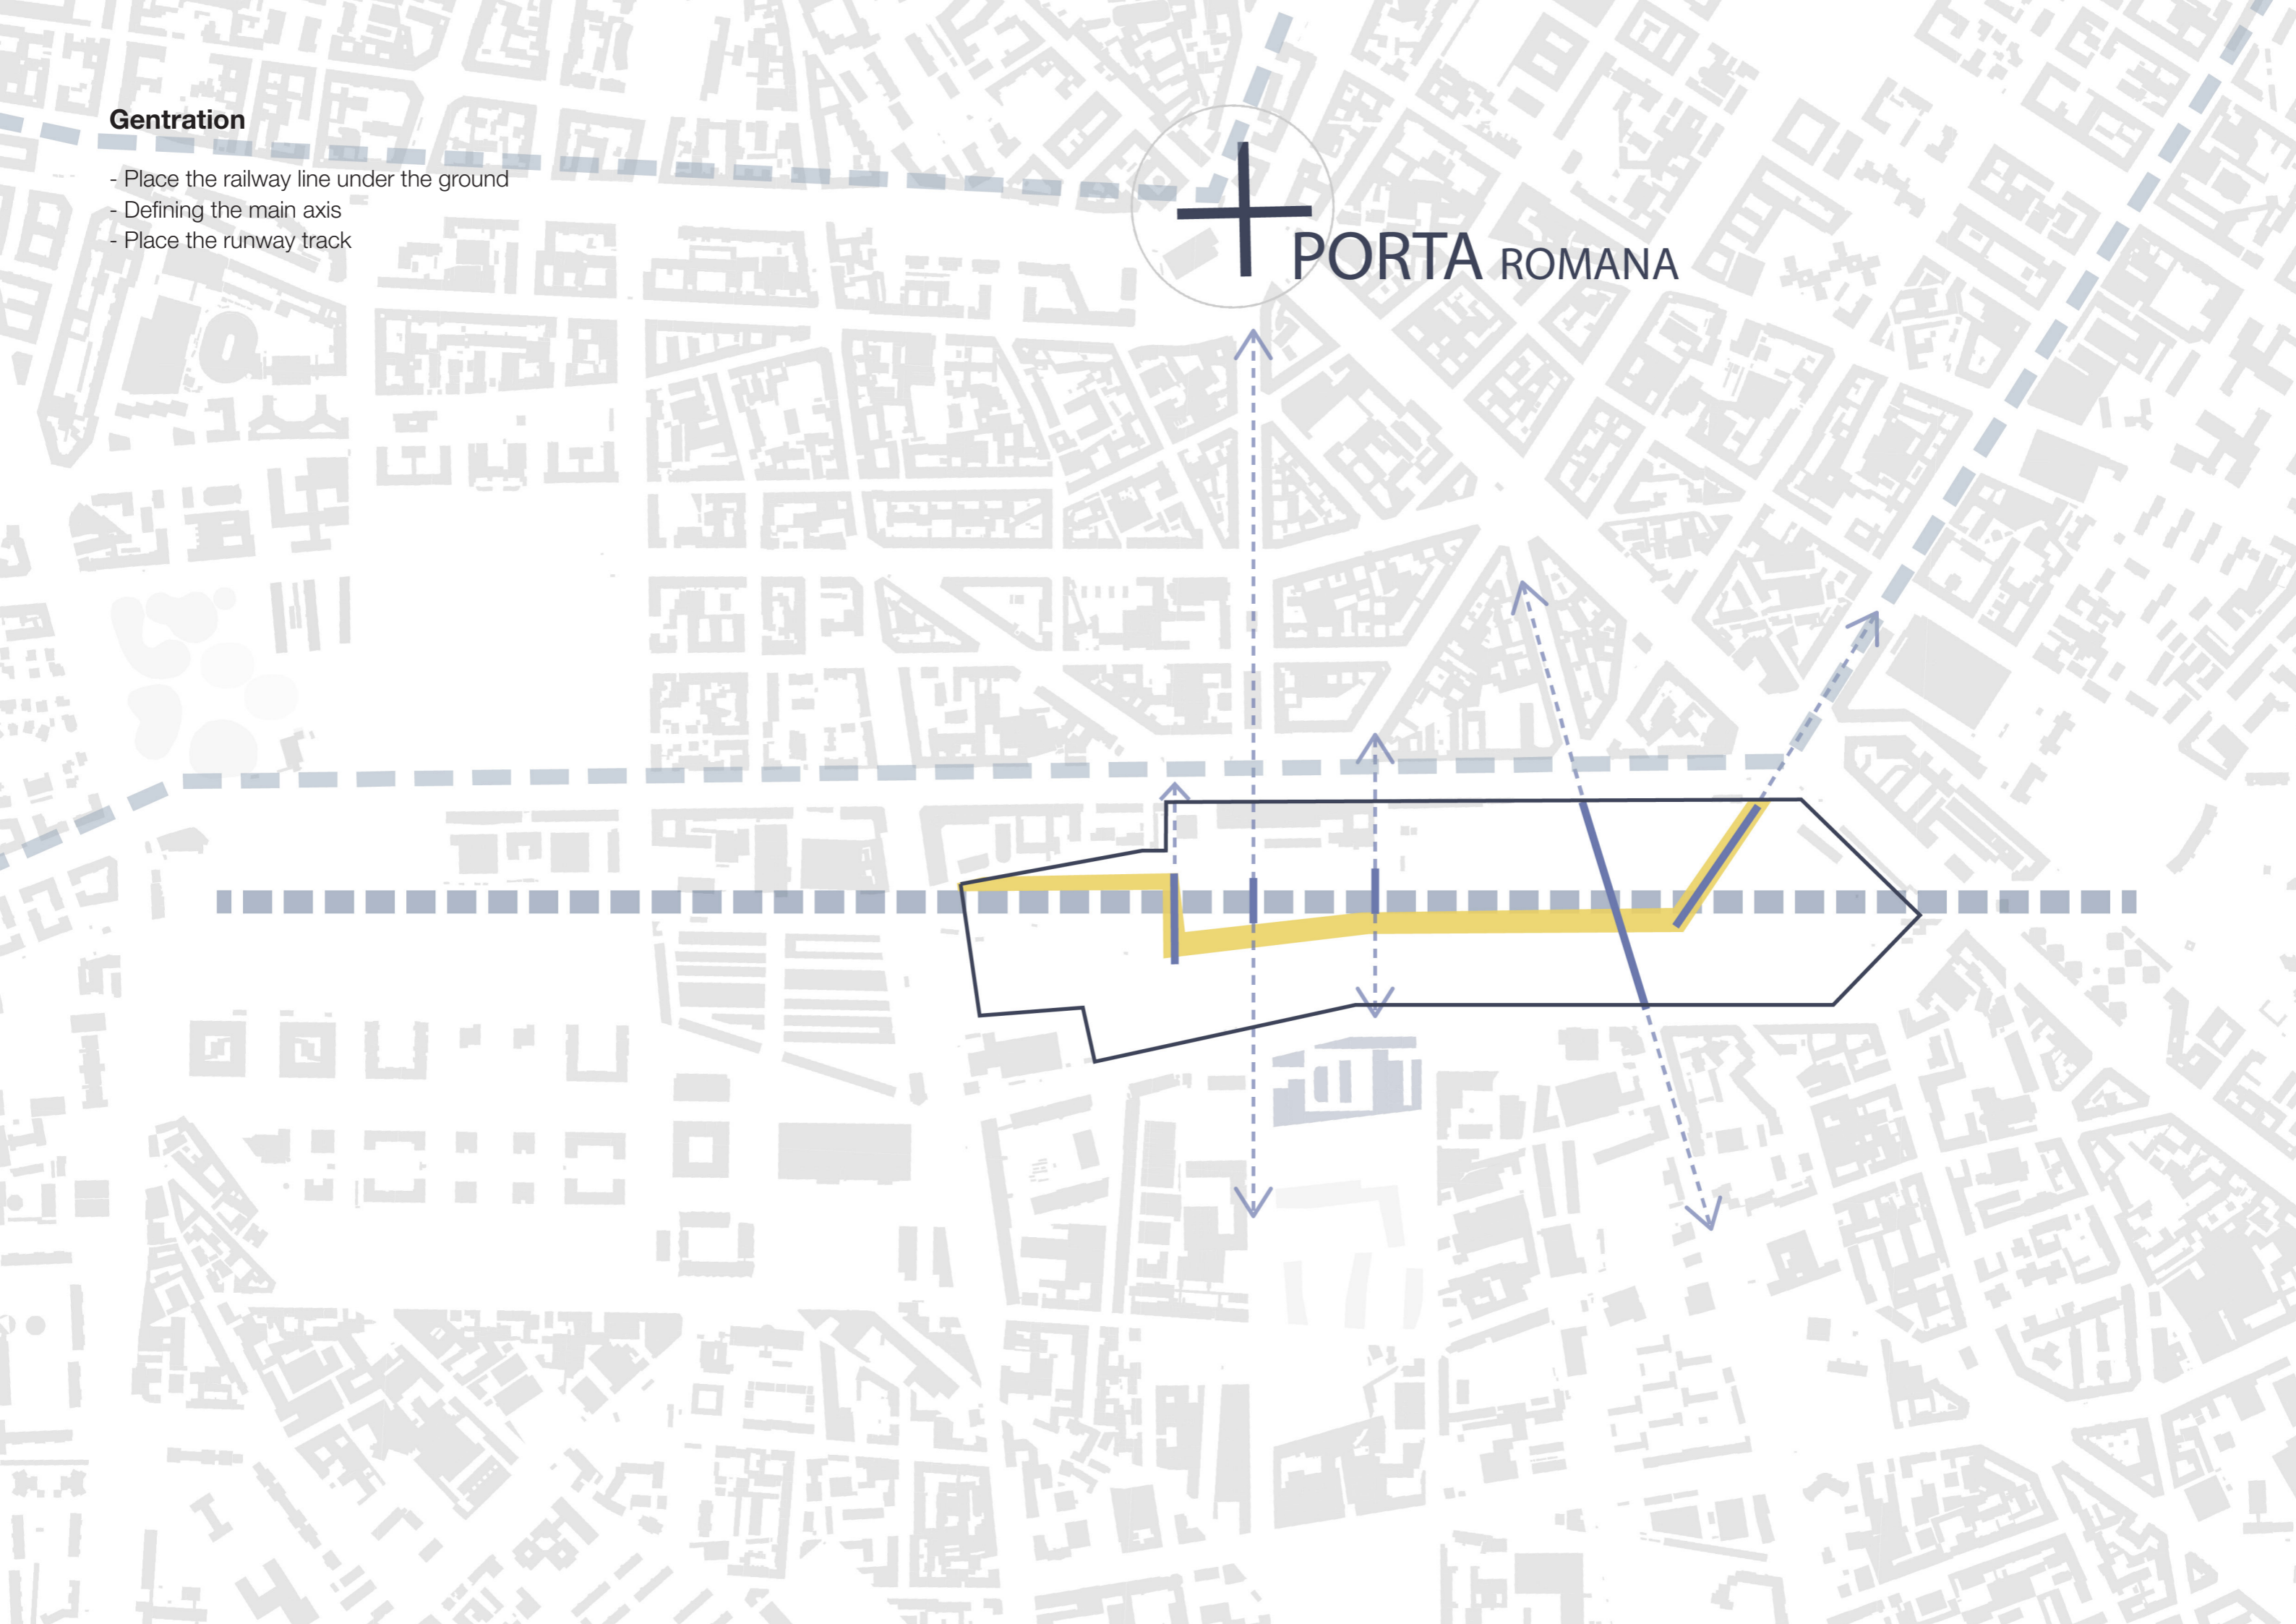 Gentration
- Place the railway line under the ground
- Defining the main axis
- Place the runway track
PORTA ROMANA